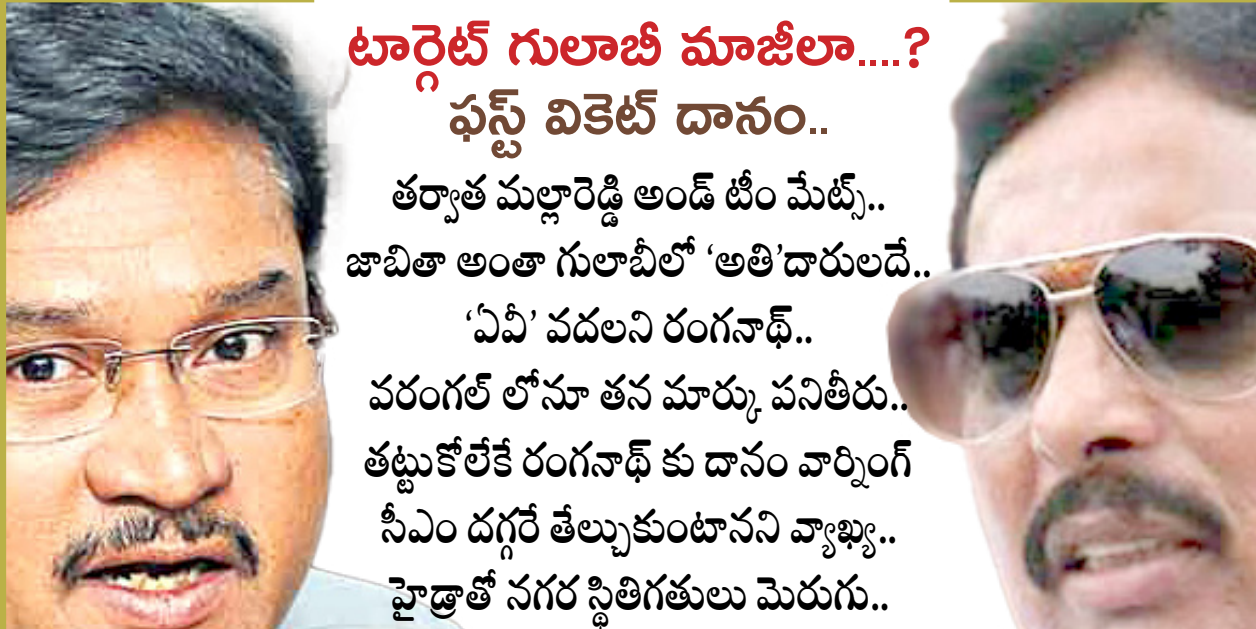 టార్గెట్ గులాబీ మాజీలా....?
ఫస్ట్ వికెట్ దానం..
తర్వాత మల్లారెడ్డి అండ్ టీం మేట్స్..
జాబితా అంతా గులాబీలో ‘అతి’దారులదే..
‘ఏవీ’ వదలని రంగనాథ్..
వరంగల్ లోనూ తన మార్కు పనితీరు..
తట్టుకోలేకే రంగనాథ్ కు దానం వార్నింగ్
సీఎం దగ్గరే తేల్చుకుంటానని వ్యాఖ్య..
హైడ్రాతో నగర స్థితిగతులు మెరుగు..